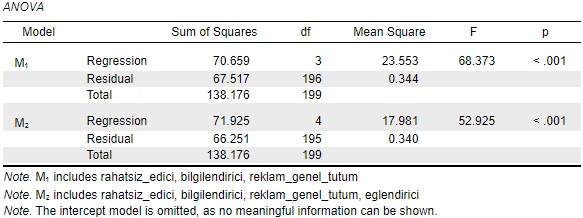 ANOVA
Model Sum of Squares df Mean Square F p
M₁ Regression 70.659 3 23.553 68.373 < .001
Residual 67.517 196 0.344
Total 138.176 199
M₂ Regression 71.925 4 17.981 52.925 < .001
Residual 66.251 195 0.340
Total 138.176 199
Note. M₁ includes rahatsiz_edici, bilgilendirici, reklam_genel_tutum
Note. M₂ includes rahatsiz_edici, bilgilendirici, reklam_genel_tutum, eglendirici
Note. The intercept model is omitted, as no meaningful information can be shown.